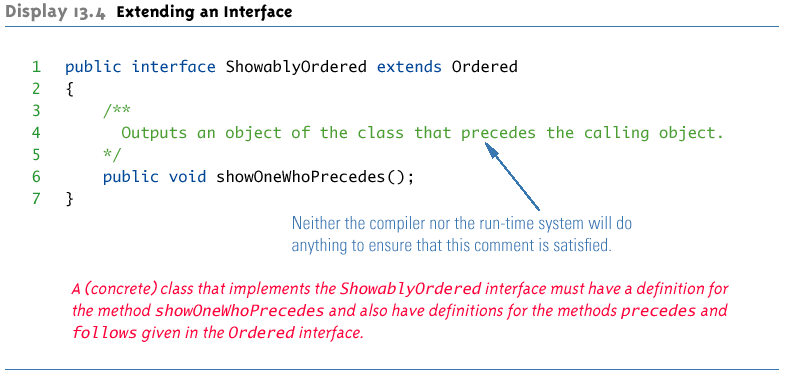 Display 13.4 Extending an Interface
1 public interface ShowablyOrdered extends Ordered
2 {
3 /**
4 Outputs an object of the class that precedes the calling object.
5 */
6 public void showOneWhoPrecedes();
7 }
Neither the compiler nor the run-time system will do
anything to ensure that this comment is satisfied.
A (concrete) class that implements the ShowablyOrdered interface must have a definition for
the method showOneWhoPrecedes and also have definitions for the methods precedes and
follows given in the Ordered interface.